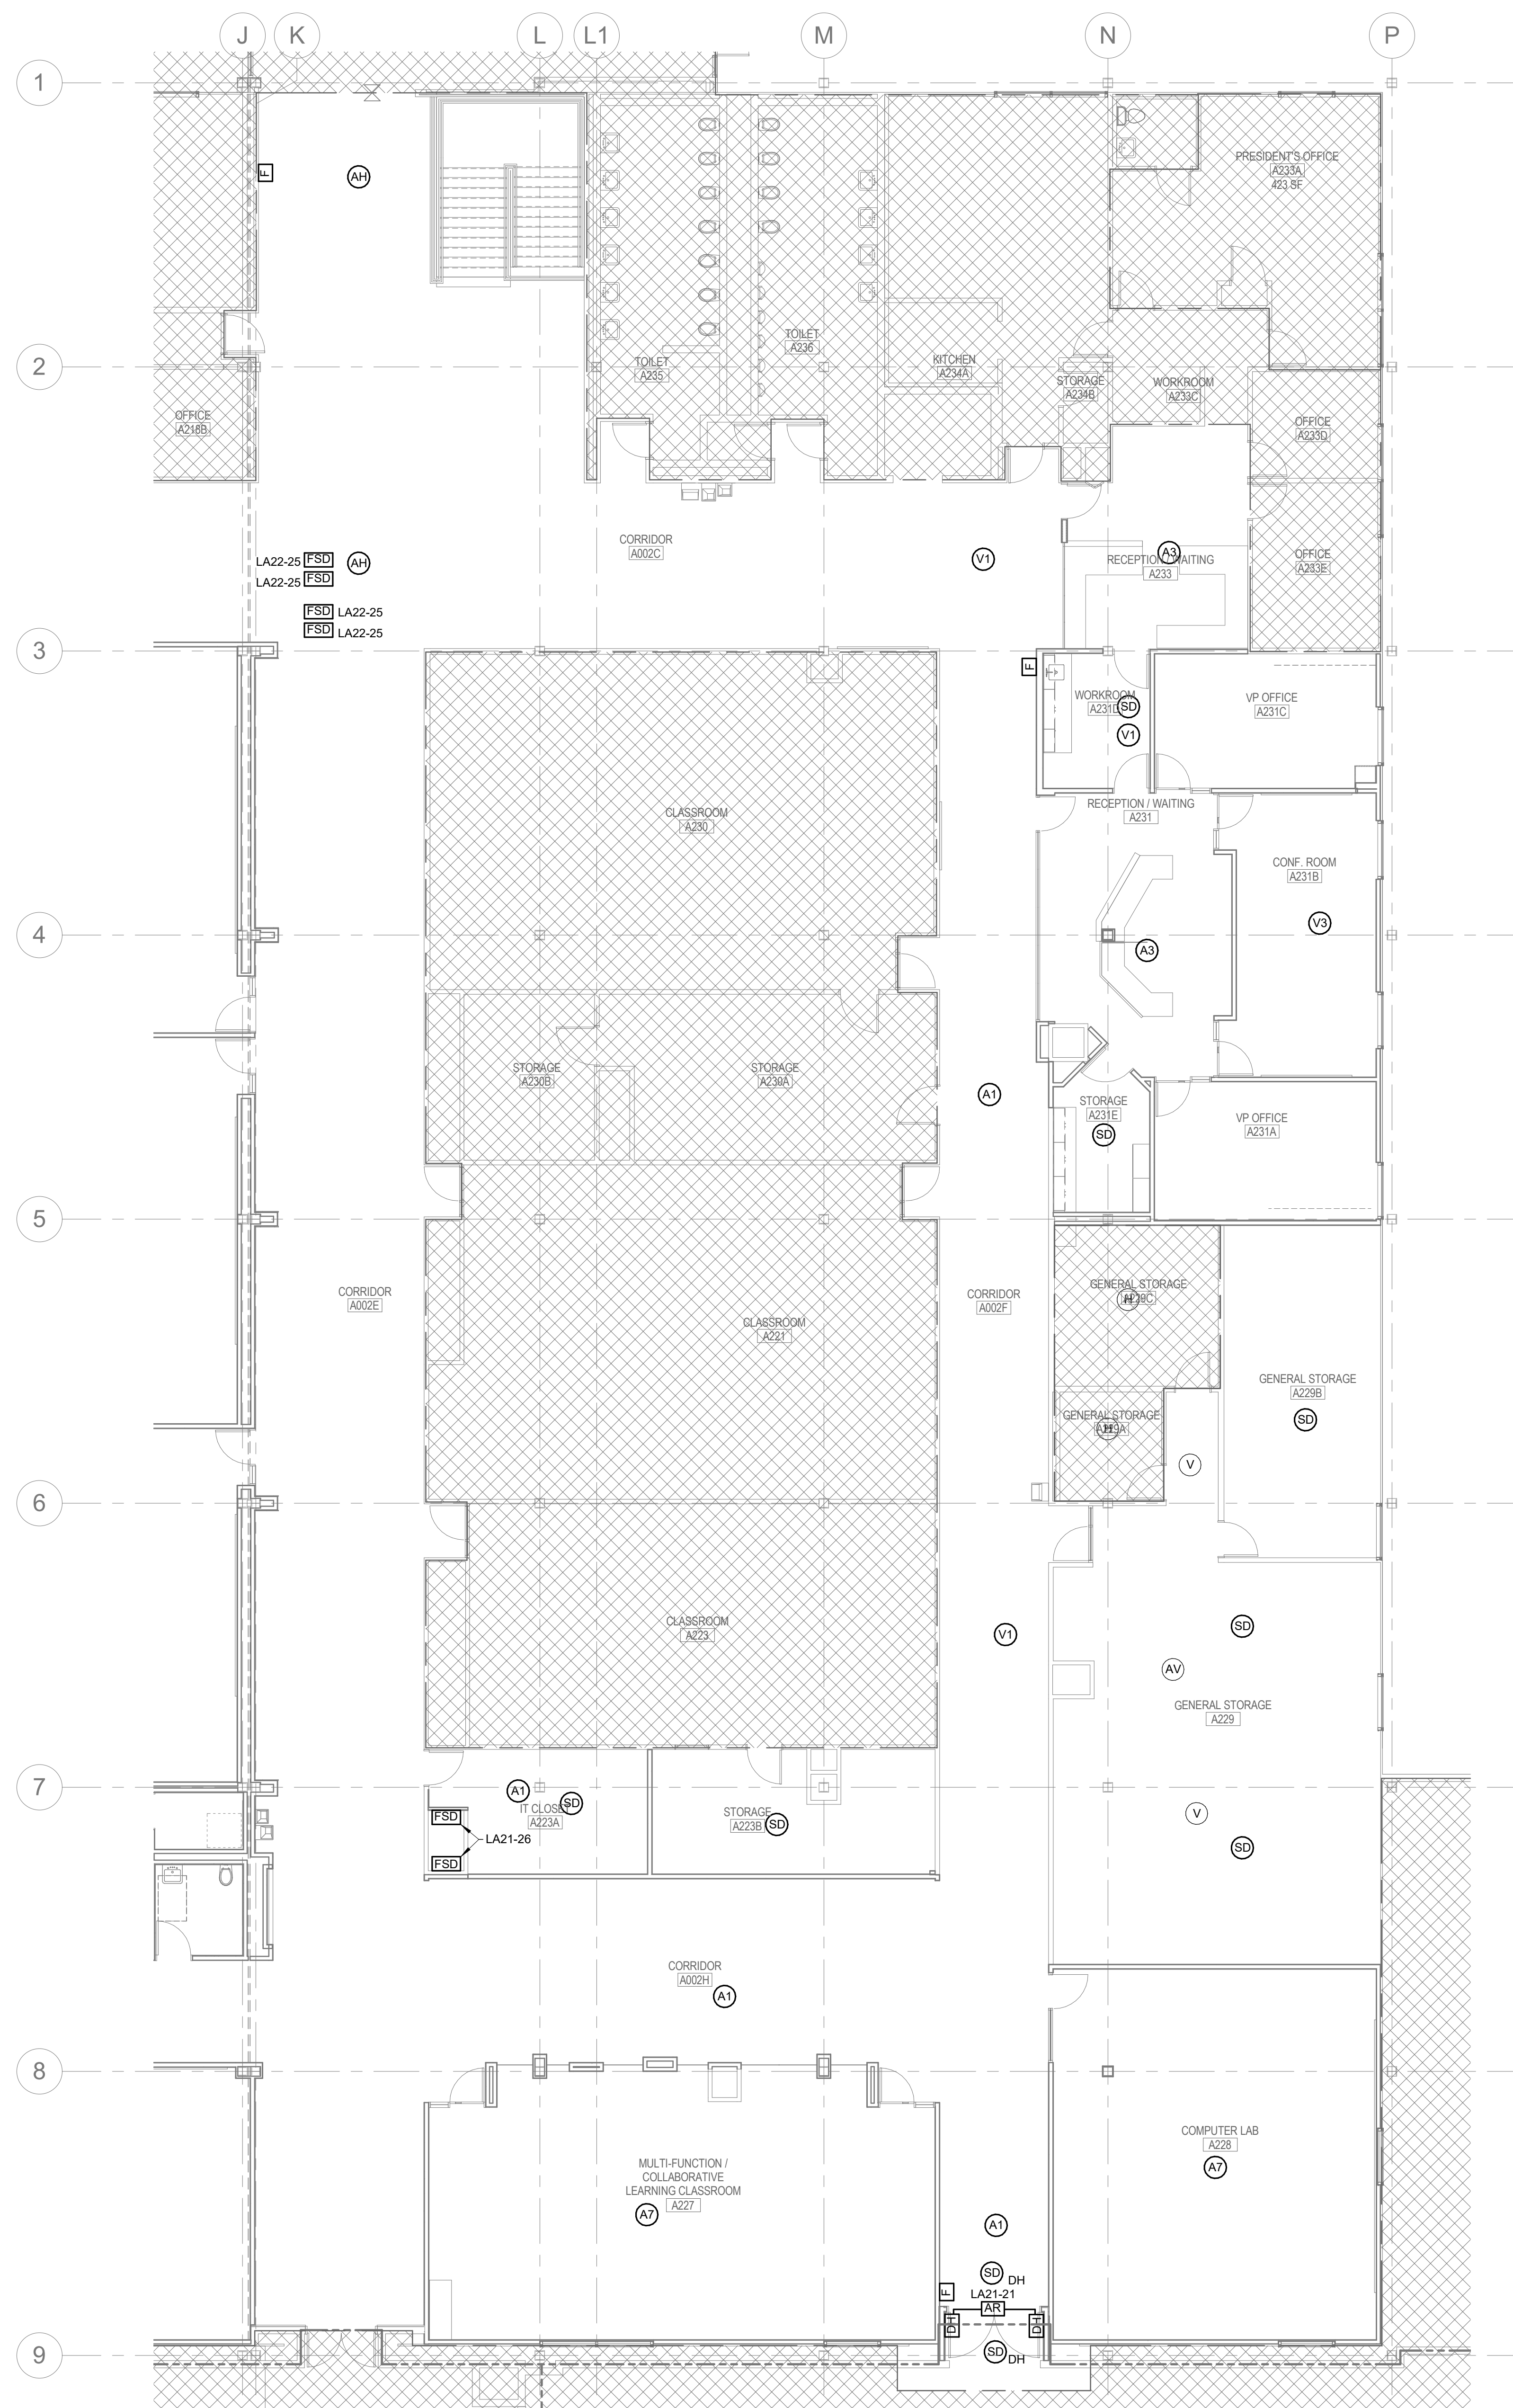 J K L L1 M N P
1
F
AH
PRESIDENT'S OFFICE
A233A
423 SF
2
TOILET
A235
TOILET
A236
KITCHEN
A234A
STORAGE
A234B
WORKROOM
A233C
OFFICE
A218B
OFFICE
A233D
CORRIDOR
A002C
V1
A3
RECEPTION / WAITING
A233
OFFICE
A233E
LA22-25 FSD AH
LA22-25 FSD
FSD LA22-25
FSD LA22-25
3
F
WORKROOM
A231D
SD
V1
VP OFFICE
A231C
CLASSROOM
A230
RECEPTION / WAITING
A231
CONF. ROOM
A231B
V3
4
A3
STORAGE
A230B
STORAGE
A230A
A1
STORAGE
A231E
SD
VP OFFICE
A231A
5
CORRIDOR
A002E
CLASSROOM
A221
CORRIDOR
A002F
GENERAL STORAGE
A229C
H
GENERAL STORAGE
A229B
SD
GENERAL STORAGE
A229A
H
V
6
CLASSROOM
A223
V1
SD
AV
GENERAL STORAGE
A229
7
A1
SD
IT CLOSET
A223A
FSD
LA21-26
FSD
STORAGE
A223B
SD
V
SD
CORRIDOR
A002H
A1
8
MULTI-FUNCTION /
COLLABORATIVE
LEARNING CLASSROOM
A227
A7
COMPUTER LAB
A228
A7
A1
SD DH
F
LA21-21
AR
DH DH
9
SD DH